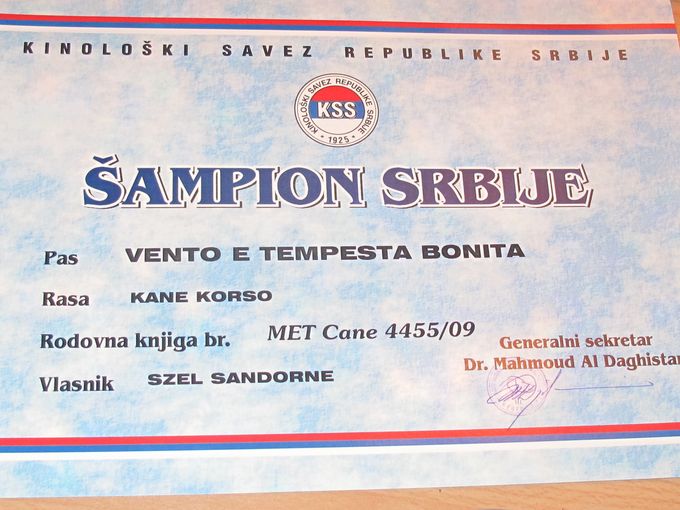 KINOLOŠKI SAVEZ REPUBLIKE SRBIJE
KINOLOŠKI SAVEZ REPUBLIKE SRBIJE
KSS
• 1925 •
ŠAMPION SRBIJE
Pas VENTO E TEMPESTA BONITA
Rasa KANE KORSO
Rodovna knjiga br. MET Cane 4455/09
Generalni sekretar
Dr. Mahmoud Al Daghistan
Vlasnik SZEL SANDORNE